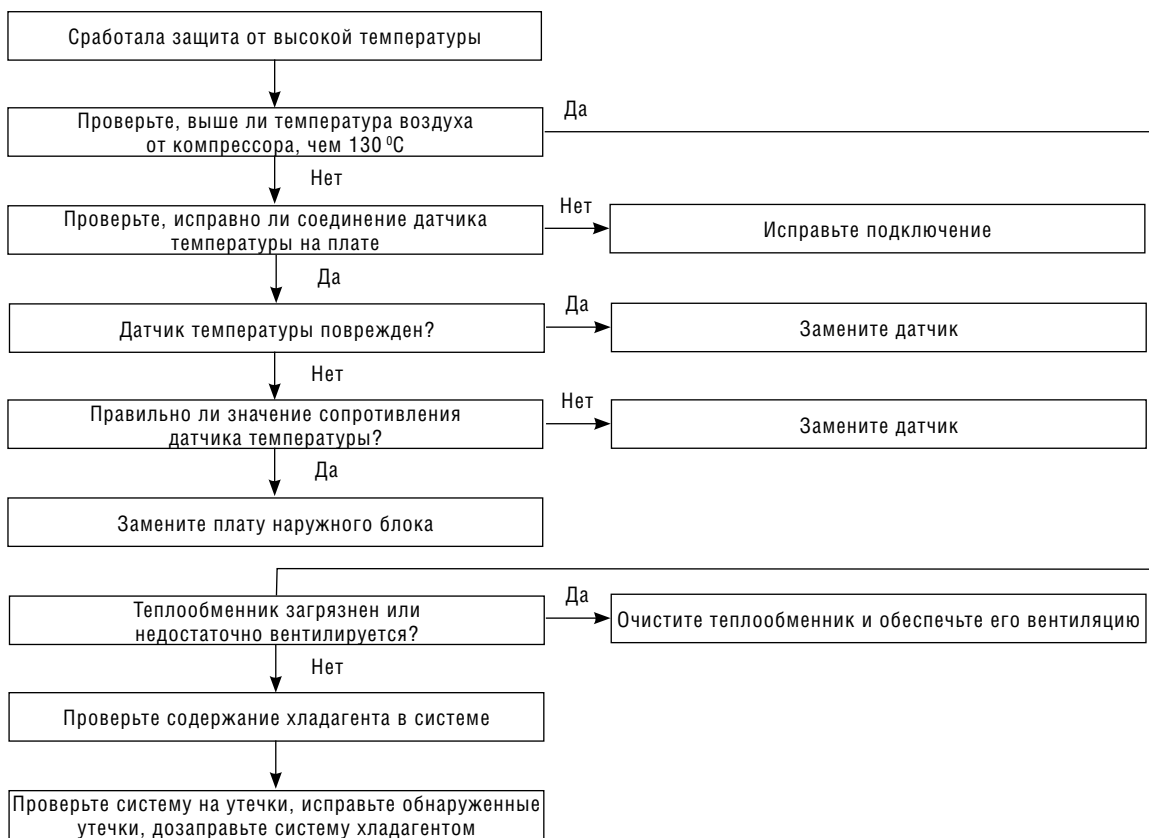 Сработала защита от высокой температуры
Да
Проверьте, выше ли температура воздуха
от компрессора, чем 130 ⁰C
Нет
Проверьте, исправно ли соединение датчика
температуры на плате
Нет
Исправьте подключение
Да
Датчик температуры поврежден?
Да
Замените датчик
Нет
Правильно ли значение сопротивления
датчика температуры?
Нет
Замените датчик
Да
Замените плату наружного блока
Теплообменник загрязнен или
недостаточно вентилируется?
Да
Очистите теплообменник и обеспечьте его вентиляцию
Нет
Проверьте содержание хладагента в системе
Проверьте систему на утечки, исправьте обнаруженные
утечки, дозаправьте систему хладагентом